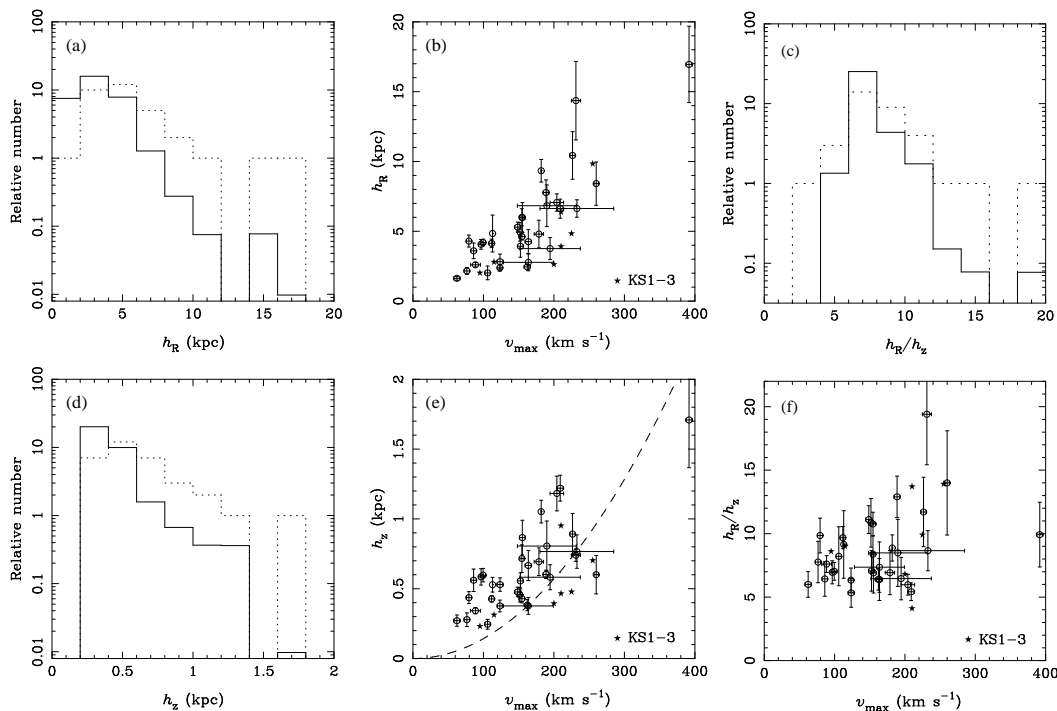 (a)
Relative number
100
10
1
0.1
0.01
0 5 10 15 20
h_R (kpc)
(b)
h_R (kpc)
20
15
10
5
0
0 100 200 300 400
v_max (km s⁻¹)
★ KS1−3
(c)
Relative number
100
10
1
0.1
0 5 10 15 20
h_R/h_z
(d)
Relative number
100
10
1
0.1
0.01
0 0.5 1 1.5 2
h_z (kpc)
(e)
h_z (kpc)
2
1.5
1
0.5
0
0 100 200 300 400
v_max (km s⁻¹)
★ KS1−3
(f)
h_R/h_z
20
15
10
5
0
0 100 200 300 400
v_max (km s⁻¹)
★ KS1−3